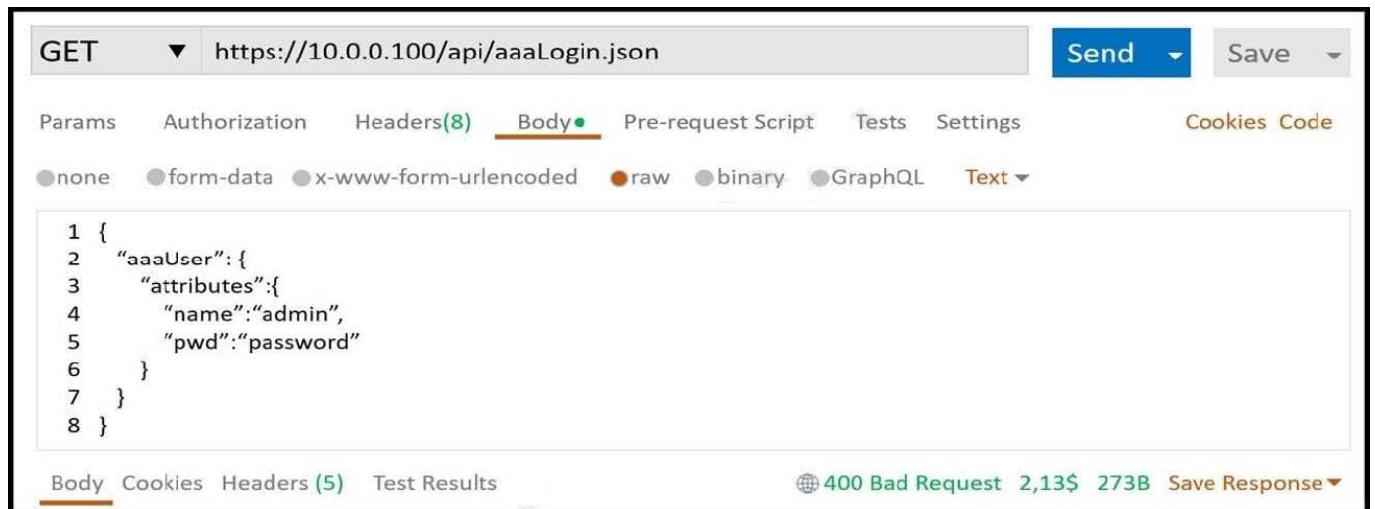 GET ▼ https://10.0.0.100/api/aaaLogin.json Send Save
Params Authorization Headers(8) Body Pre-request Script Tests Settings Cookies Code
none form-data x-www-form-urlencoded raw binary GraphQL Text
1 {
2 “aaaUser”: {
3 “attributes”:{
4 “name”:“admin”,
5 “pwd”:“password”
6 }
7 }
8 }
Body Cookies Headers (5) Test Results 400 Bad Request 2,13$ 273B Save Response